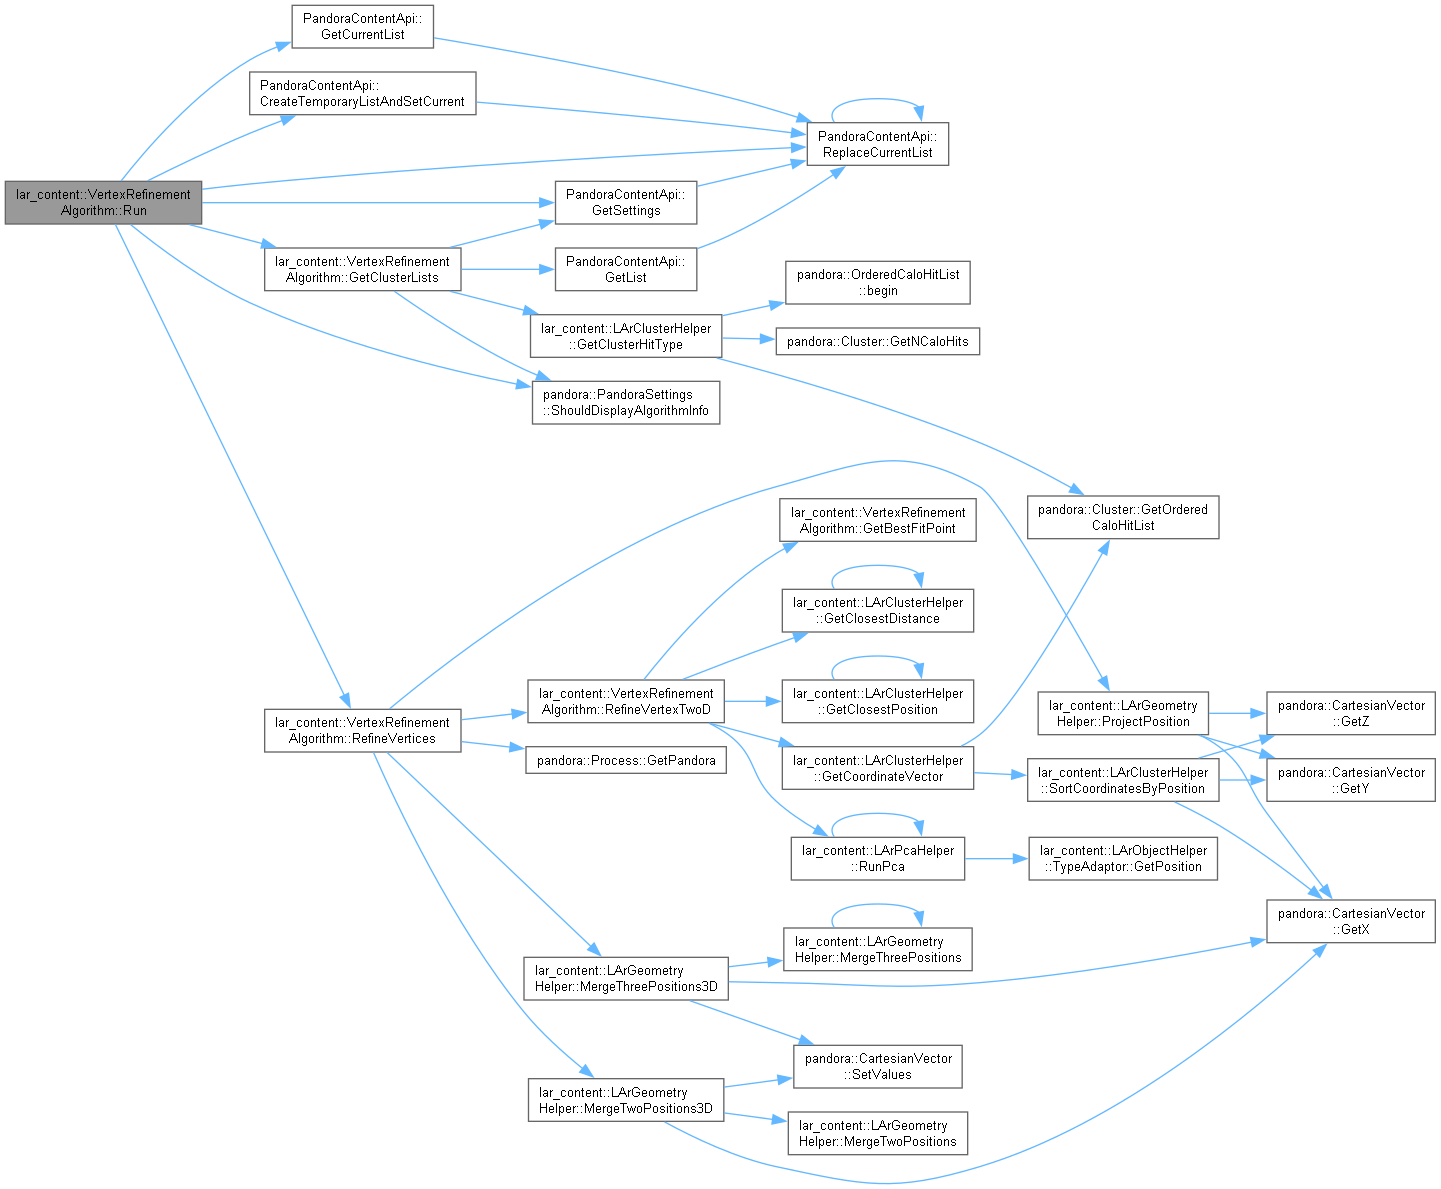 PandoraContentApi::
GetCurrentList
PandoraContentApi::
CreateTemporaryListAndSetCurrent
PandoraContentApi::
ReplaceCurrentList
lar_content::VertexRefinement
Algorithm::Run
PandoraContentApi::
GetSettings
lar_content::VertexRefinement
Algorithm::GetClusterLists
PandoraContentApi::
GetList
pandora::OrderedCaloHitList
::begin
lar_content::LArClusterHelper
::GetClusterHitType
pandora::Cluster::GetNCaloHits
pandora::PandoraSettings
::ShouldDisplayAlgorithmInfo
pandora::Cluster::GetOrdered
CaloHitList
lar_content::VertexRefinement
Algorithm::GetBestFitPoint
lar_content::LArClusterHelper
::GetClosestDistance
lar_content::LArClusterHelper
::GetClosestPosition
lar_content::VertexRefinement
Algorithm::RefineVertexTwoD
lar_content::VertexRefinement
Algorithm::RefineVertices
pandora::Process::GetPandora
lar_content::LArClusterHelper
::GetCoordinateVector
lar_content::LArGeometry
Helper::ProjectPosition
pandora::CartesianVector
::GetZ
lar_content::LArClusterHelper
::SortCoordinatesByPosition
pandora::CartesianVector
::GetY
lar_content::LArPcaHelper
::RunPca
lar_content::LArObjectHelper
::TypeAdaptor::GetPosition
pandora::CartesianVector
::GetX
lar_content::LArGeometry
Helper::MergeThreePositions
lar_content::LArGeometry
Helper::MergeThreePositions3D
pandora::CartesianVector
::SetValues
lar_content::LArGeometry
Helper::MergeTwoPositions3D
lar_content::LArGeometry
Helper::MergeTwoPositions